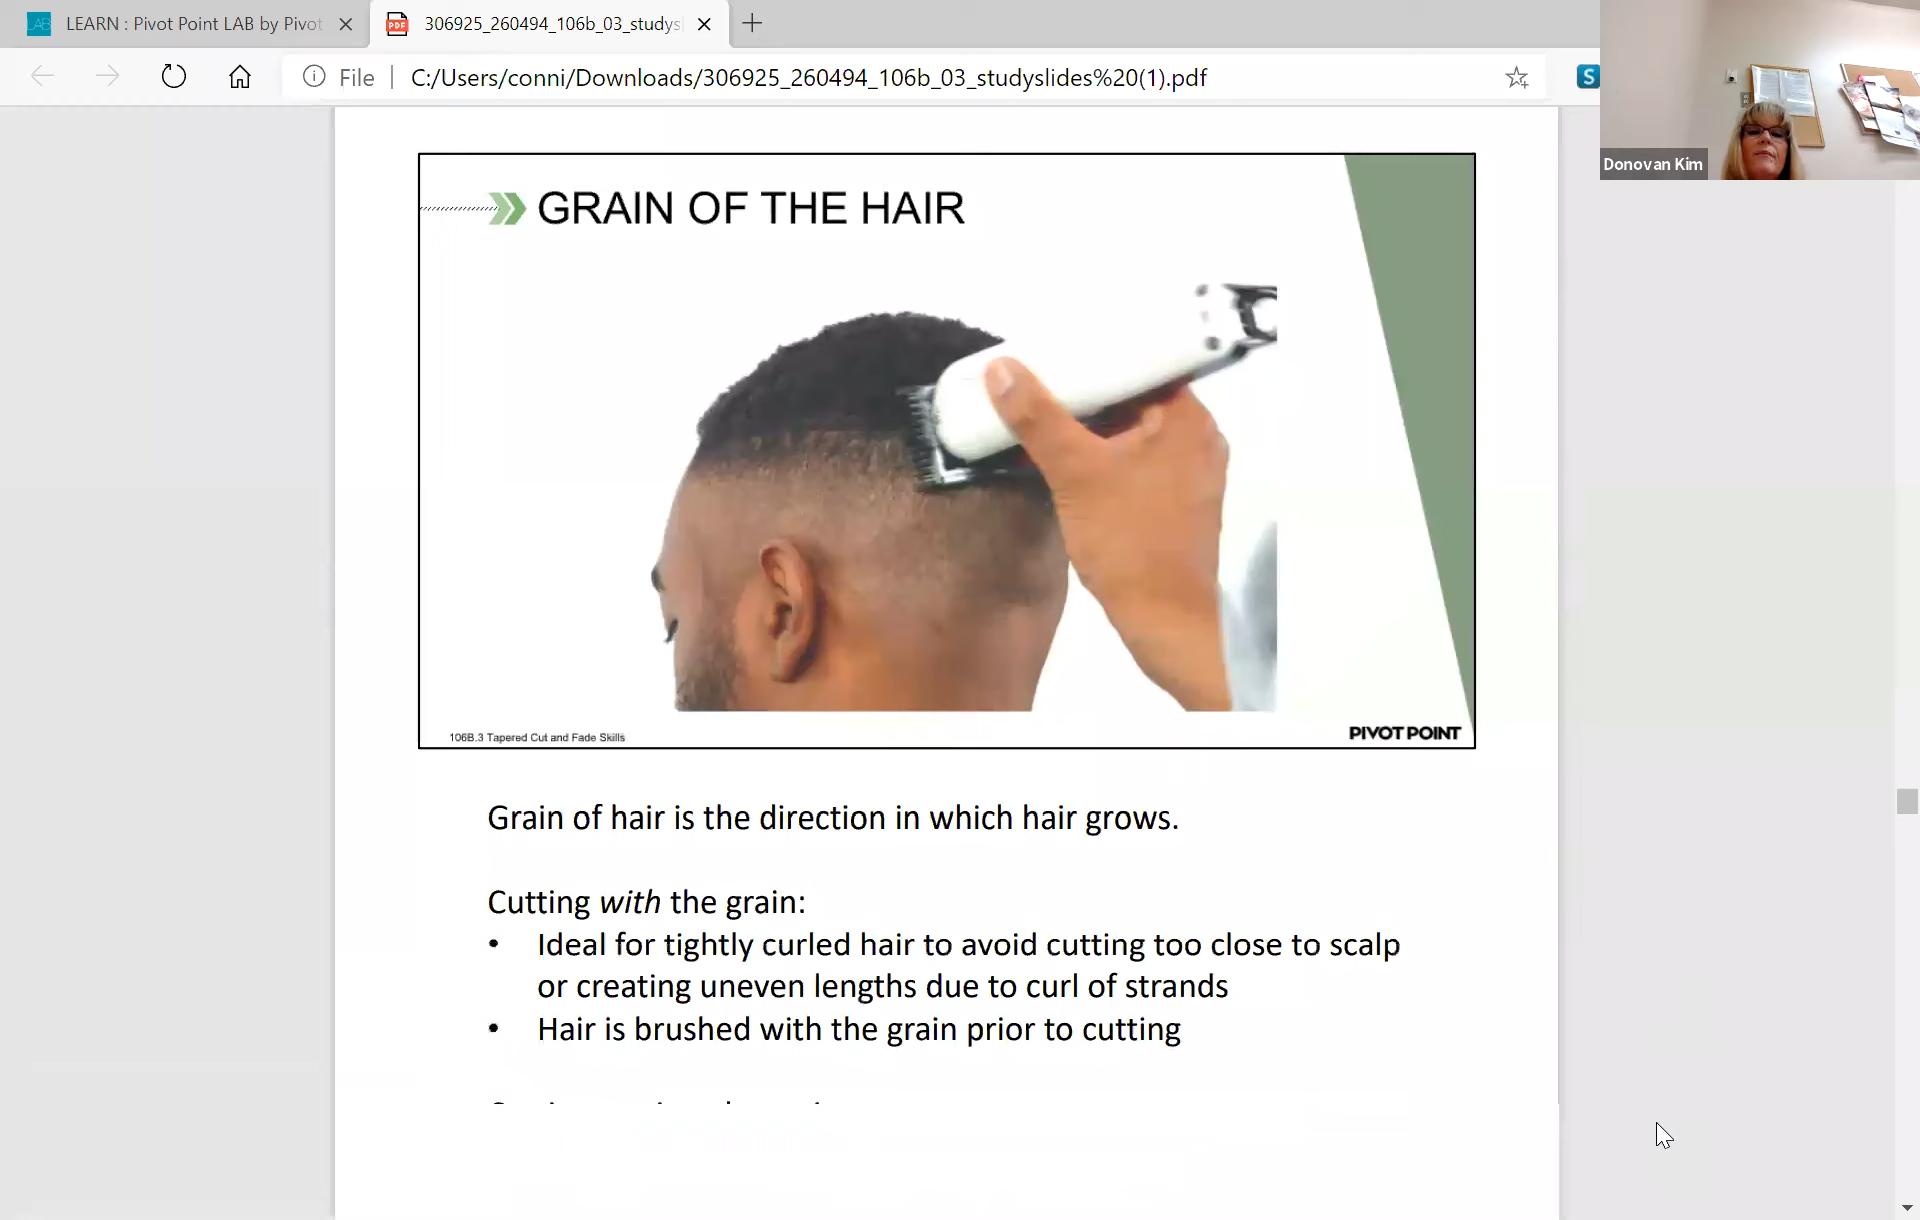 LEARN : Pivot Point LAB by Pivot
306925_260494_106b_03_studys
File
C:/Users/conni/Downloads/306925_260494_106b_03_studyslides%20(1).pdf
S
Donovan Kim
GRAIN OF THE HAIR
106B.3 Tapered Cut and Fade Skills
PIVOT POINT
Grain of hair is the direction in which hair grows.
Cutting with the grain:
• Ideal for tightly curled hair to avoid cutting too close to scalp
or creating uneven lengths due to curl of strands
• Hair is brushed with the grain prior to cutting